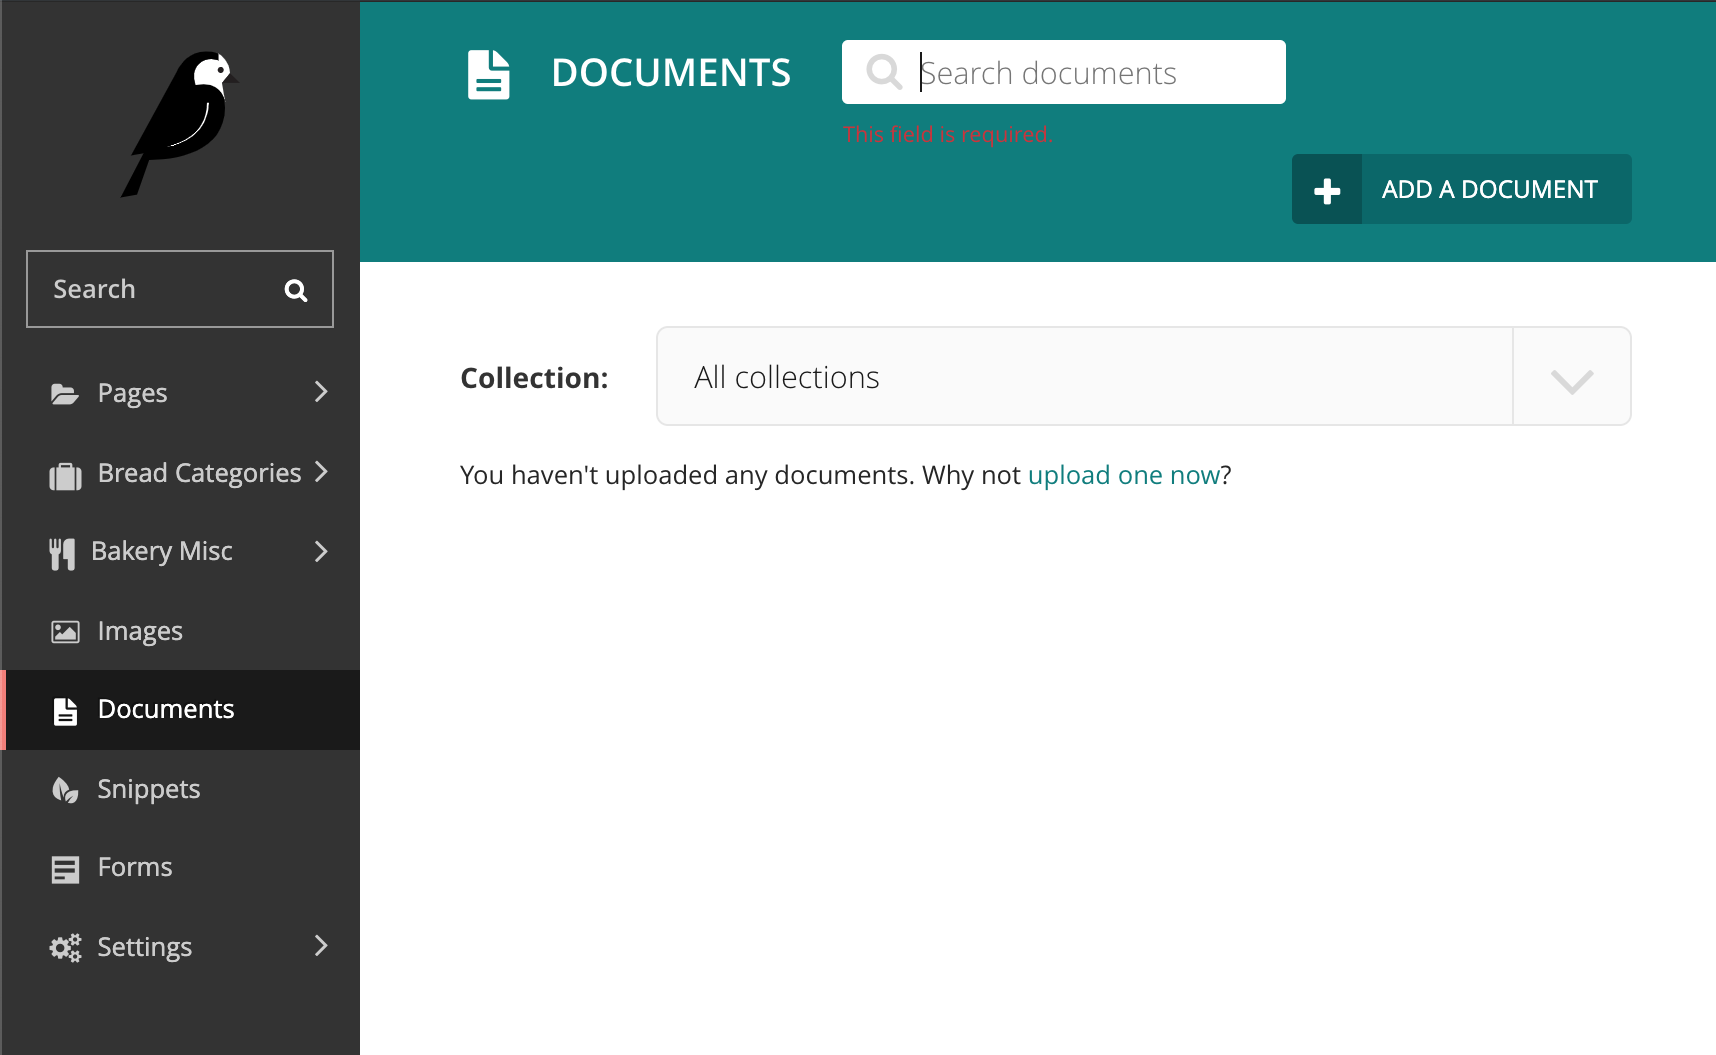 Search
Pages
Bread Categories
Bakery Misc
Images
Documents
Snippets
Forms
Settings
DOCUMENTS
Search documents
This field is required.
ADD A DOCUMENT
Collection:
All collections
You haven't uploaded any documents. Why not upload one now?